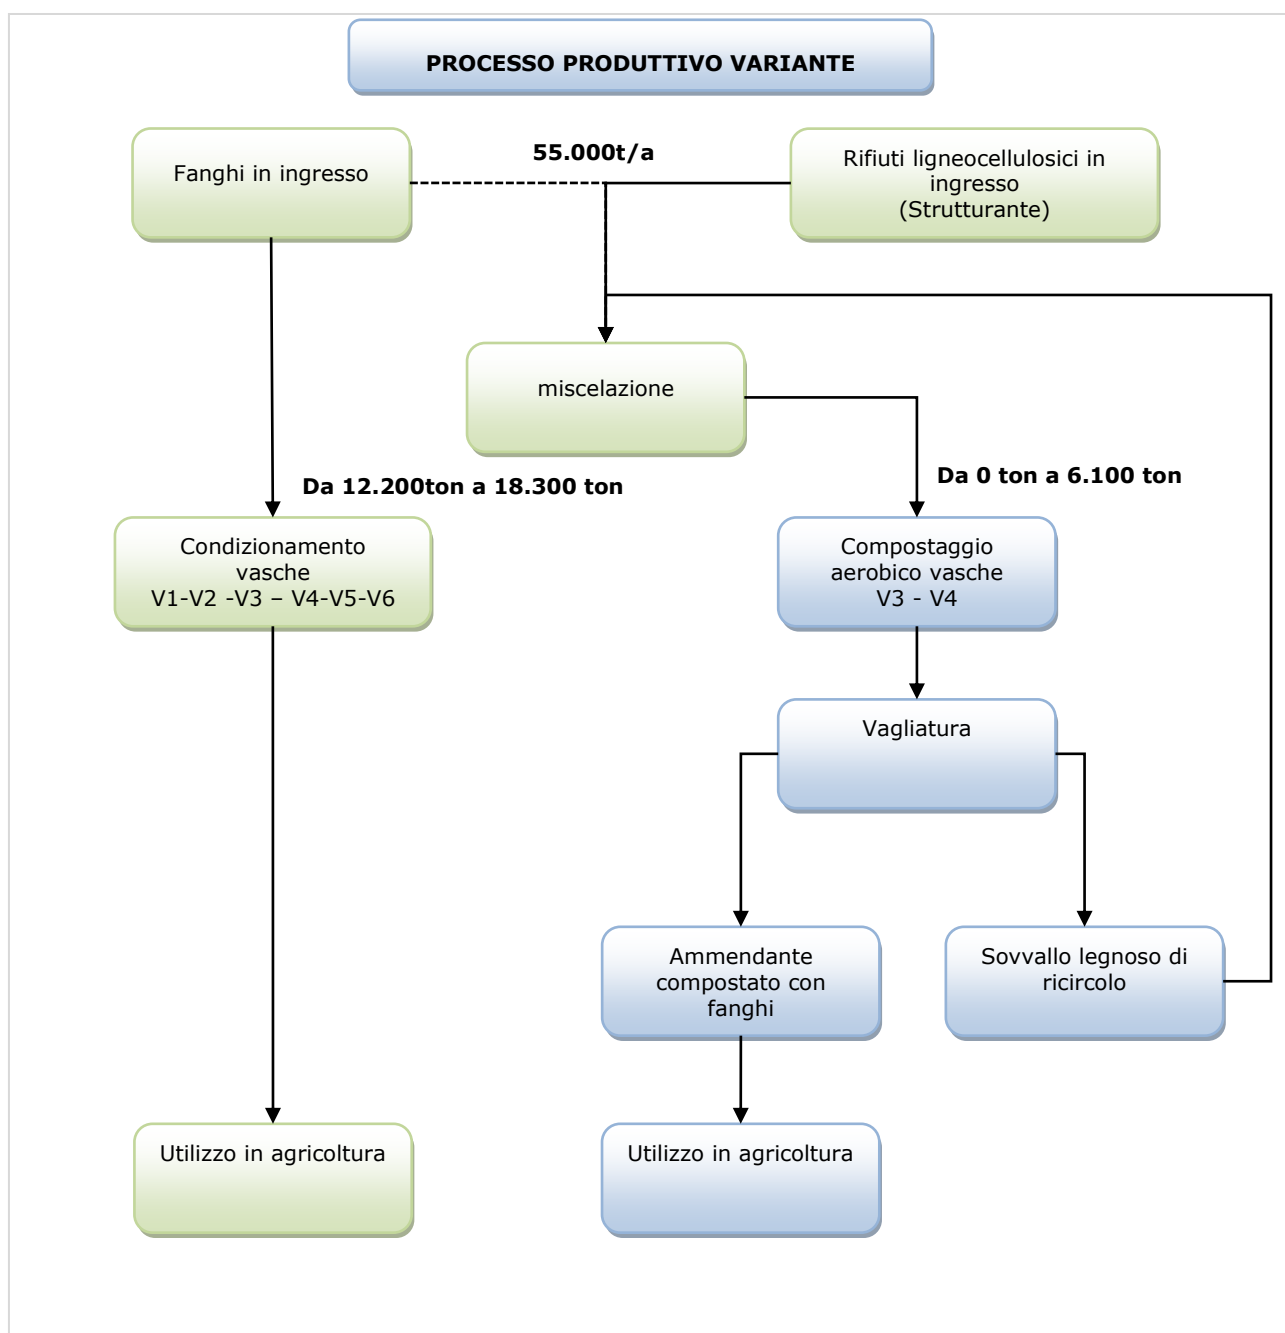 PROCESSO PRODUTTIVO VARIANTE
Fanghi in ingresso
55.000t/a
Rifiuti ligneocellulosici in
ingresso
(Strutturante)
miscelazione
Da 12.200ton a 18.300 ton
Da 0 ton a 6.100 ton
Condizionamento
vasche
V1-V2 -V3 – V4-V5-V6
Compostaggio
aerobico vasche
V3 - V4
Vagliatura
Ammendante
compostato con
fanghi
Sovvallo legnoso di
ricircolo
Utilizzo in agricoltura
Utilizzo in agricoltura